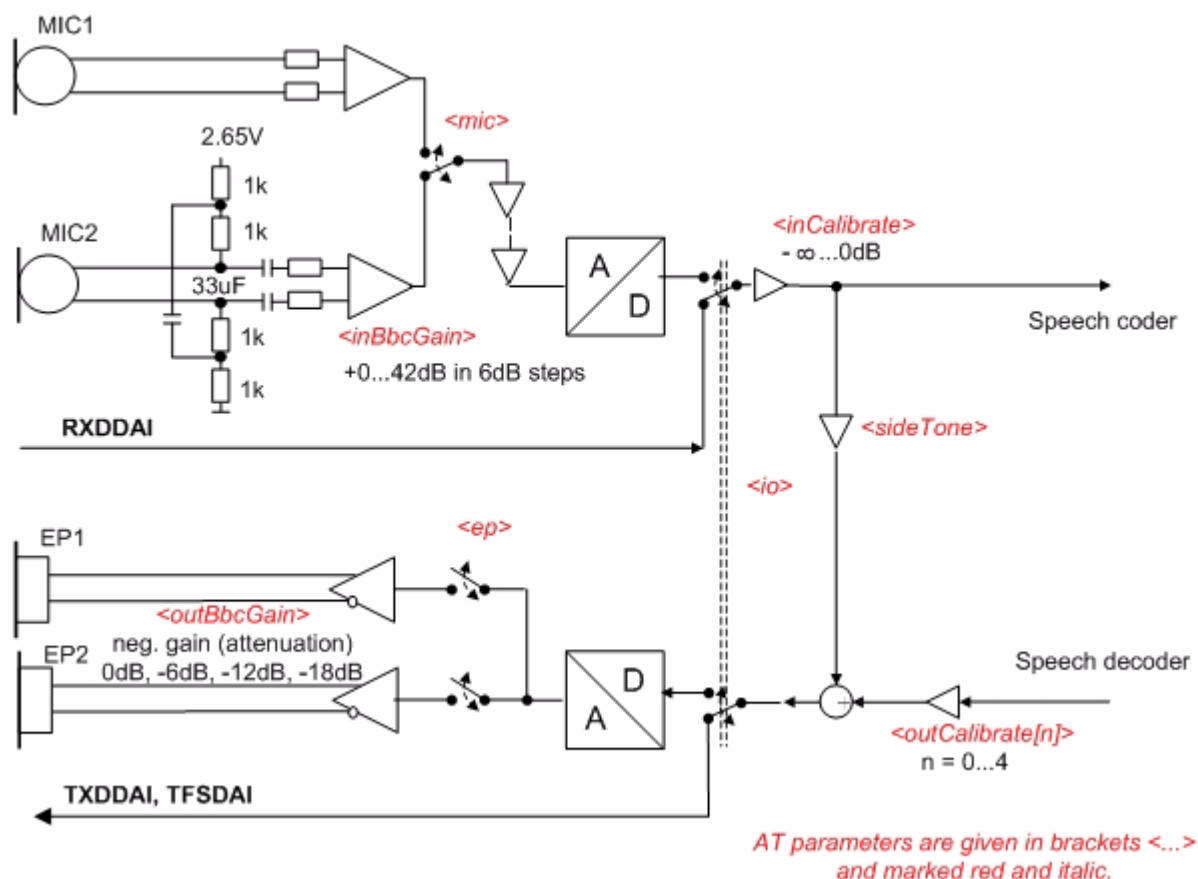 MIC1
<mic>
2.65V
1k
1k
MIC2
33uF
1k
1k
<inBbcGain>
+0...42dB in 6dB steps
A
D
<inCalibrate>
- ∞...0dB
Speech coder
RXDDAI
<sideTone>
<io>
<ep>
EP1
<outBbcGain>
neg. gain (attenuation)
0dB, -6dB, -12dB, -18dB
EP2
D
A
Speech decoder
<outCalibrate[n]>
n = 0...4
TXDDAI, TFSDAI
AT parameters are given in brackets <...>
and marked red and italic.